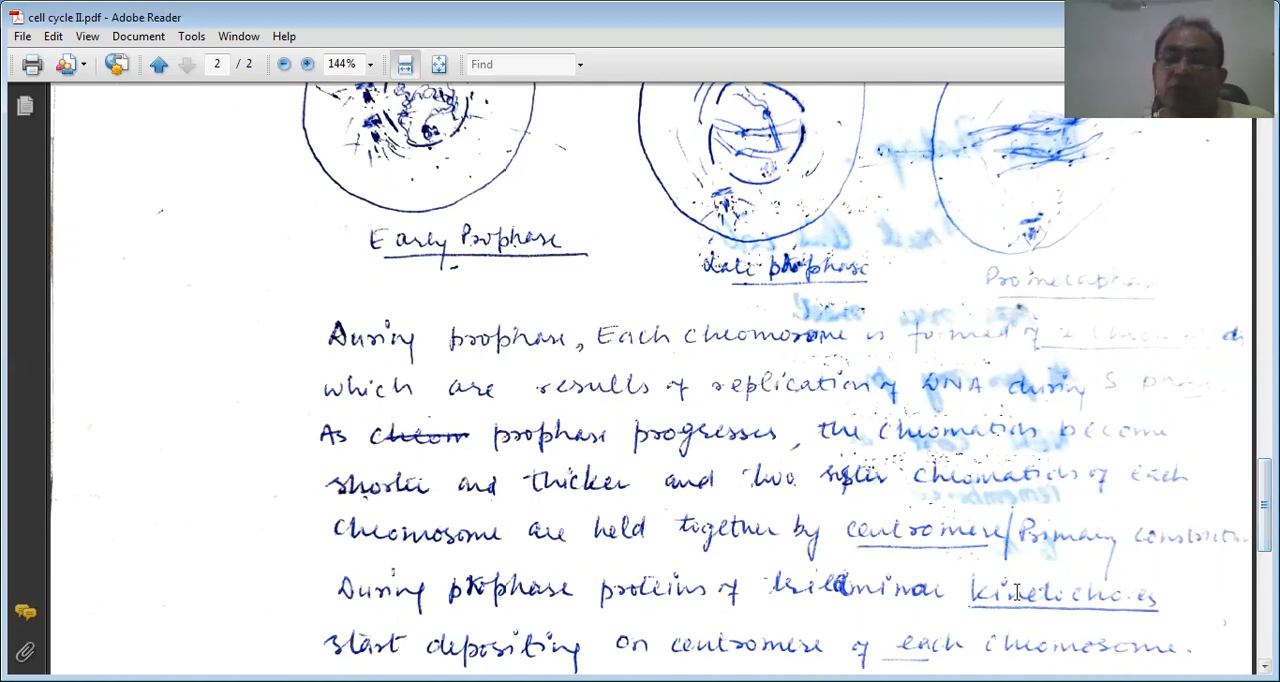 cell cycle II.pdf - Adobe Reader
File Edit View Document Tools Window Help
2 / 2 144% Find
Early Prophase
Late prophase
Prometaphase
During prophase, Each chromosome is formed of 2 chromatids
which are results of replication of DNA during S phase
As chrom prophase progresses, the chromatids become
shorter and thicker and two sister chromatids of each
chromosome are held together by centromere/Primary constriction
During prophase proteins of trilaminar kinetochores
start depositing on centromere of each chromosome.